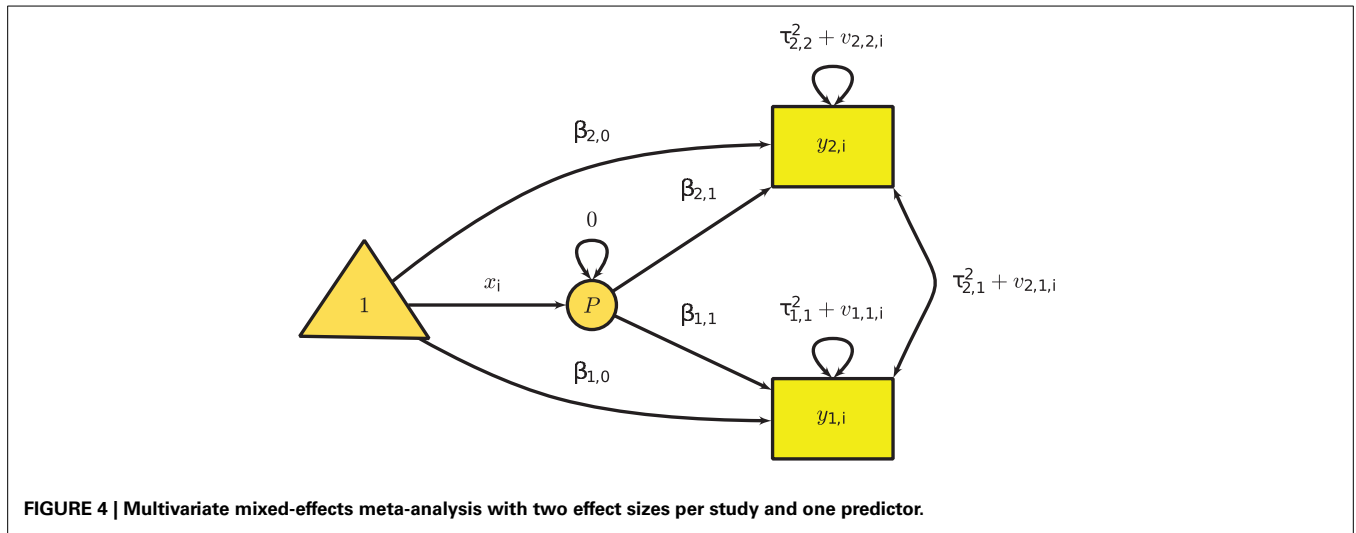 τ²2,2 + v2,2,i
y2,i
β2,0
β2,1
0
xi
1
P
τ²2,1 + v2,1,i
β1,1
τ²1,1 + v1,1,i
β1,0
y1,i
FIGURE 4 | Multivariate mixed-effects meta-analysis with two effect sizes per study and one predictor.